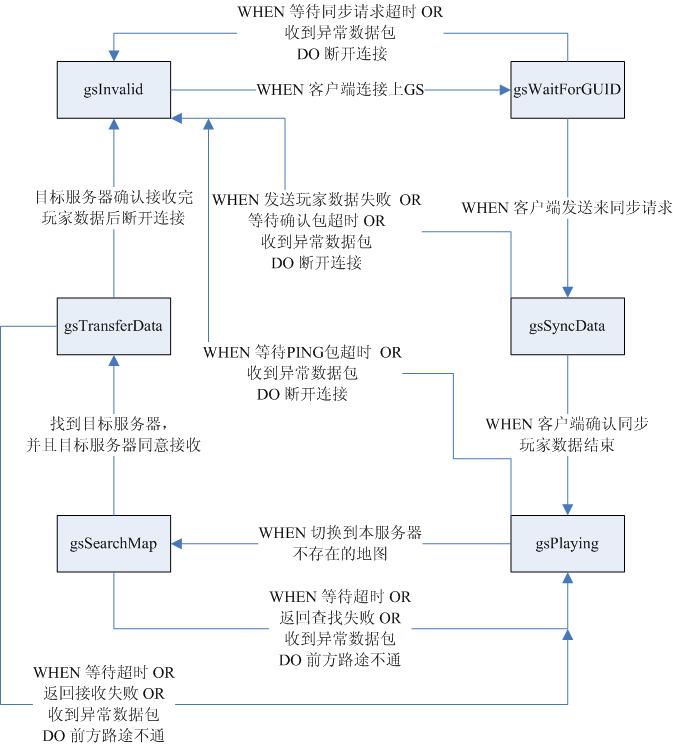 WHEN 等待同步请求超时 OR
收到异常数据包
DO 断开连接
gsInvalid
WHEN 客户端连接上GS
gsWaitForGUID
目标服务器确认接收完
玩家数据后断开连接
WHEN 发送玩家数据失败 OR
等待确认包超时 OR
收到异常数据包
DO 断开连接
WHEN 客户端发送来同步请求
gsTransferData
gsSyncData
WHEN 等待PING包超时 OR
收到异常数据包
DO 断开连接
找到目标服务器，
并且目标服务器同意接收
WHEN 客户端确认同步
玩家数据结束
gsSearchMap
WHEN 切换到本服务器
不存在的地图
gsPlaying
WHEN 等待超时 OR
返回查找失败 OR
收到异常数据包
DO 前方路途不通
WHEN 等待超时 OR
返回接收失败 OR
收到异常数据包
DO 前方路途不通